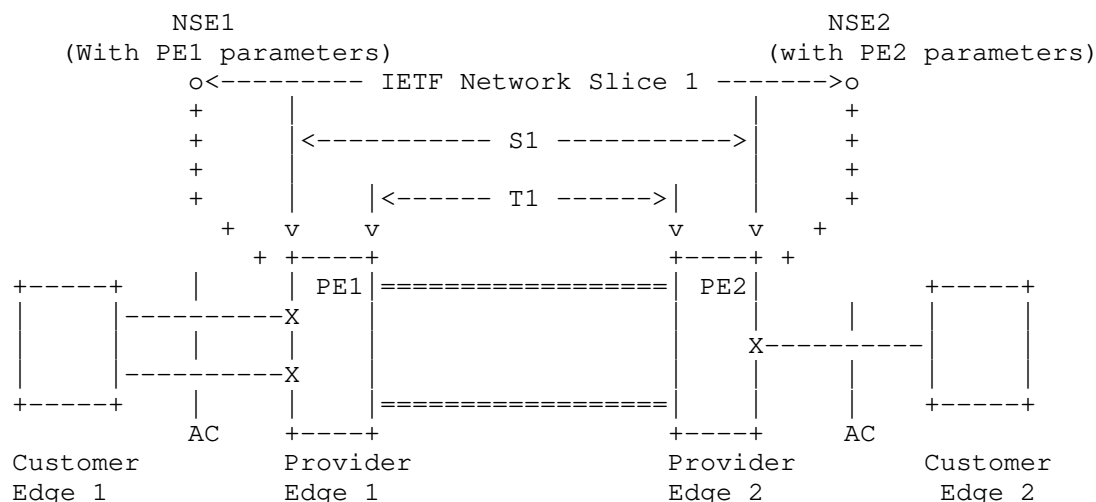 NSE1 NSE2
(With PE1 parameters) (with PE2 parameters)
o<--------- IETF Network Slice 1 ------->o
+ | | +
+ |<----------- S1 ----------->| +
+ | | +
+ | |<------ T1 ------>| | +
+ v v v v +
+ +----+ +----+ +
+-----+ | | PE1|==================| PE2| +-----+
| |----------X | | | | | |
| | | | | | X----------| |
| |----------X | | | | | |
+-----+ | | |==================| | | +-----+
AC +----+ +----+ AC
Customer Provider Provider Customer
Edge 1 Edge 1 Edge 2 Edge 2